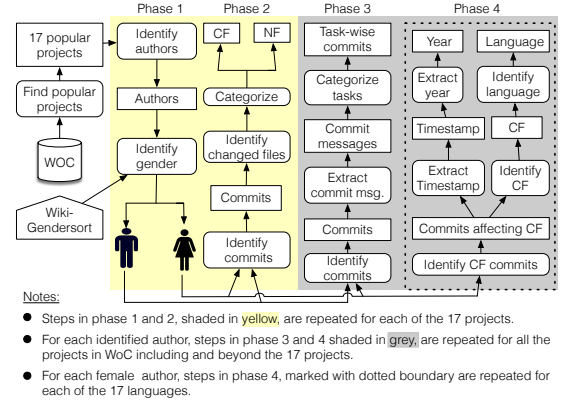 Phase 1
Phase 2
Phase 3
Phase 4
17 popular
projects
Find popular
projects
WOC
Wiki-
Gendersort
Identify
authors
Authors
Identify
gender
CF
NF
Categorize
Identify
changed files
Commits
Identify
commits
Task-wise
commits
Categorize
tasks
Commit
messages
Extract
commit msg.
Commits
Identify
commits
Year
Language
Extract
year
Identify
language
Timestamp
CF
Extract
Timestamp
Identify
CF
Commits affecting CF
Identify CF commits
Notes:
● Steps in phase 1 and 2, shaded in yellow, are repeated for each of the 17 projects.
● For each identified author, steps in phase 3 and 4 shaded in grey, are repeated for all the
projects in WoC including and beyond the 17 projects.
● For each female author, steps in phase 4, marked with dotted boundary are repeated for
each of the 17 languages.